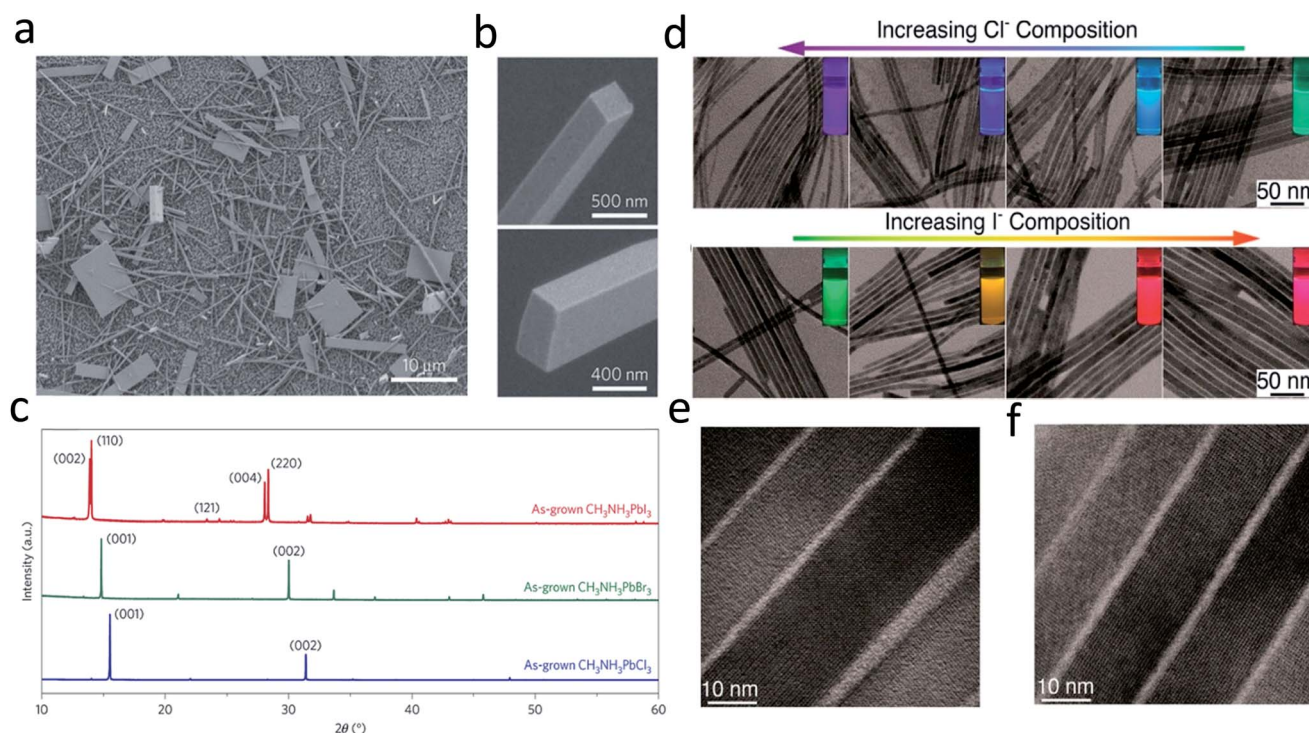 a
10 μm
b
500 nm
400 nm
c
(002)
(110)
(121)
(004)
(220)
As-grown CH₃NH₃PbI₃
(001)
(002)
As-grown CH₃NH₃PbBr₃
(001)
(002)
As-grown CH₃NH₃PbCl₃
Intensity (a.u.)
10 20 30 40 50 60
2θ (°)
d
Increasing Cl⁻ Composition
50 nm
Increasing I⁻ Composition
50 nm
e
10 nm
f
10 nm